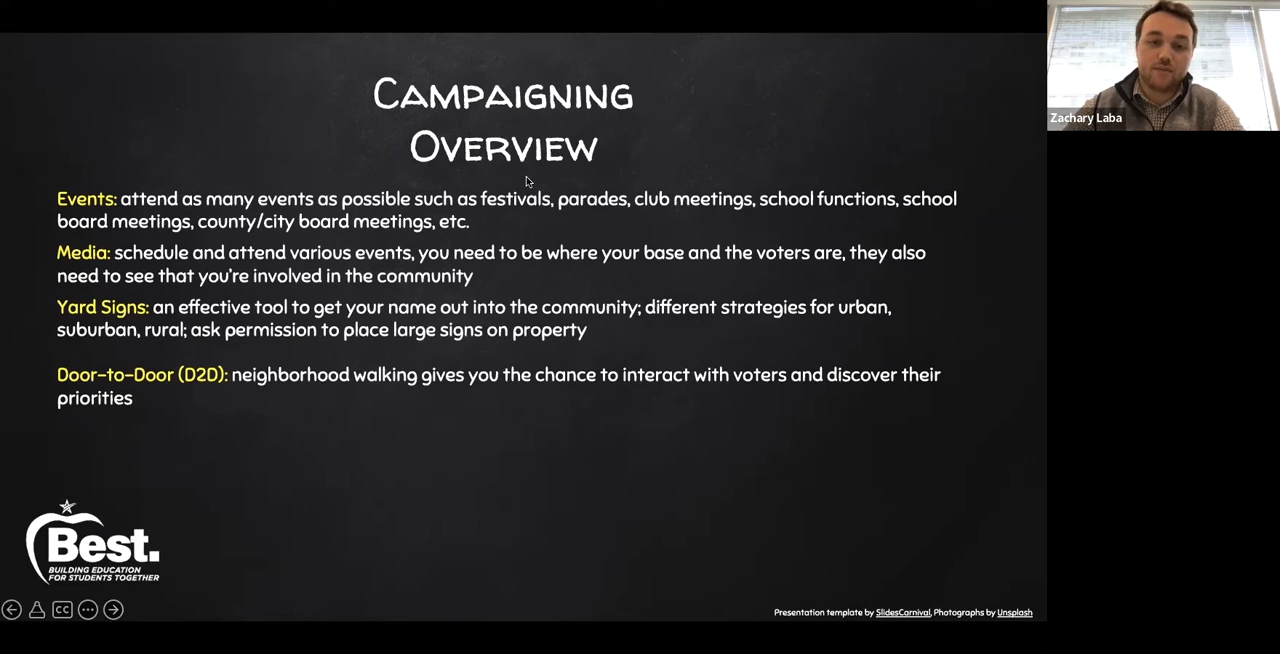 CAMPAIGNING
OVERVIEW
Events: attend as many events as possible such as festivals, parades, club meetings, school functions, school
board meetings, county/city board meetings, etc.
Media: schedule and attend various events, you need to be where your base and the voters are, they also
need to see that you're involved in the community
Yard Signs: an effective tool to get your name out into the community; different strategies for urban,
suburban, rural; ask permission to place large signs on property
Door-to-Door (D2D): neighborhood walking gives you the chance to interact with voters and discover their
priorities
Best.
BUILDING EDUCATION
FOR STUDENTS TOGETHER
CC
Presentation template by SlidesCarnival, Photographs by Unsplash
Zachary Laba